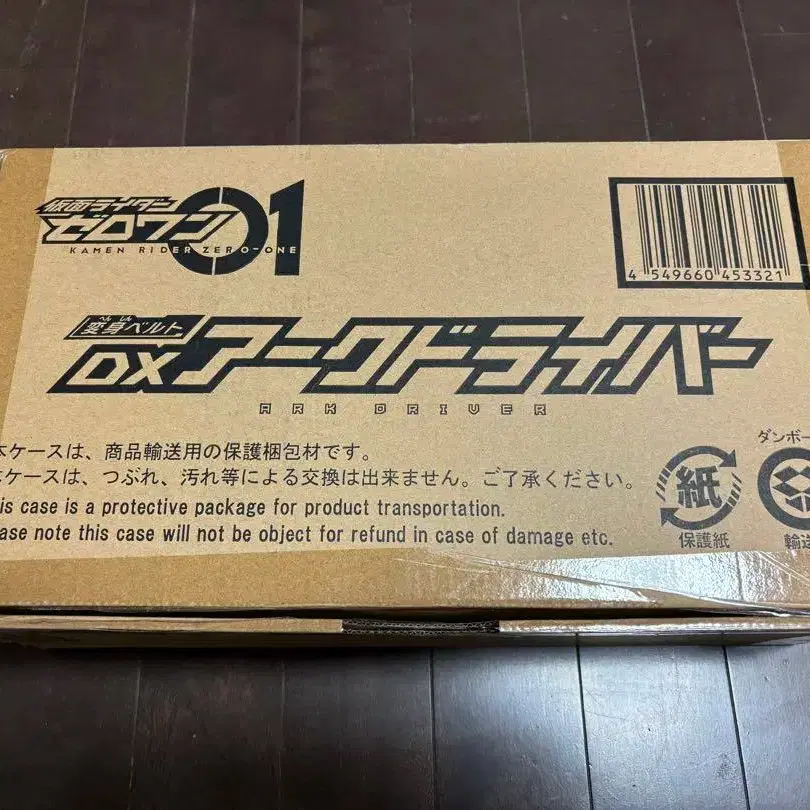 仮面ライダー
ゼロワン01
KAMEN RIDER ZERO-ONE
4 549660 453321
へんしん
変身ベルト
DXアークドライバー
ARK DRIVER
本ケースは、商品輸送用の保護梱包材です。
本ケースは、つぶれ、汚れ等による交換は出来ません。ご了承ください。
is case is a protective package for product transportation.
ase note this case will not be object for refund in case of damage etc.
紙
保護紙
ダンボー
輸送